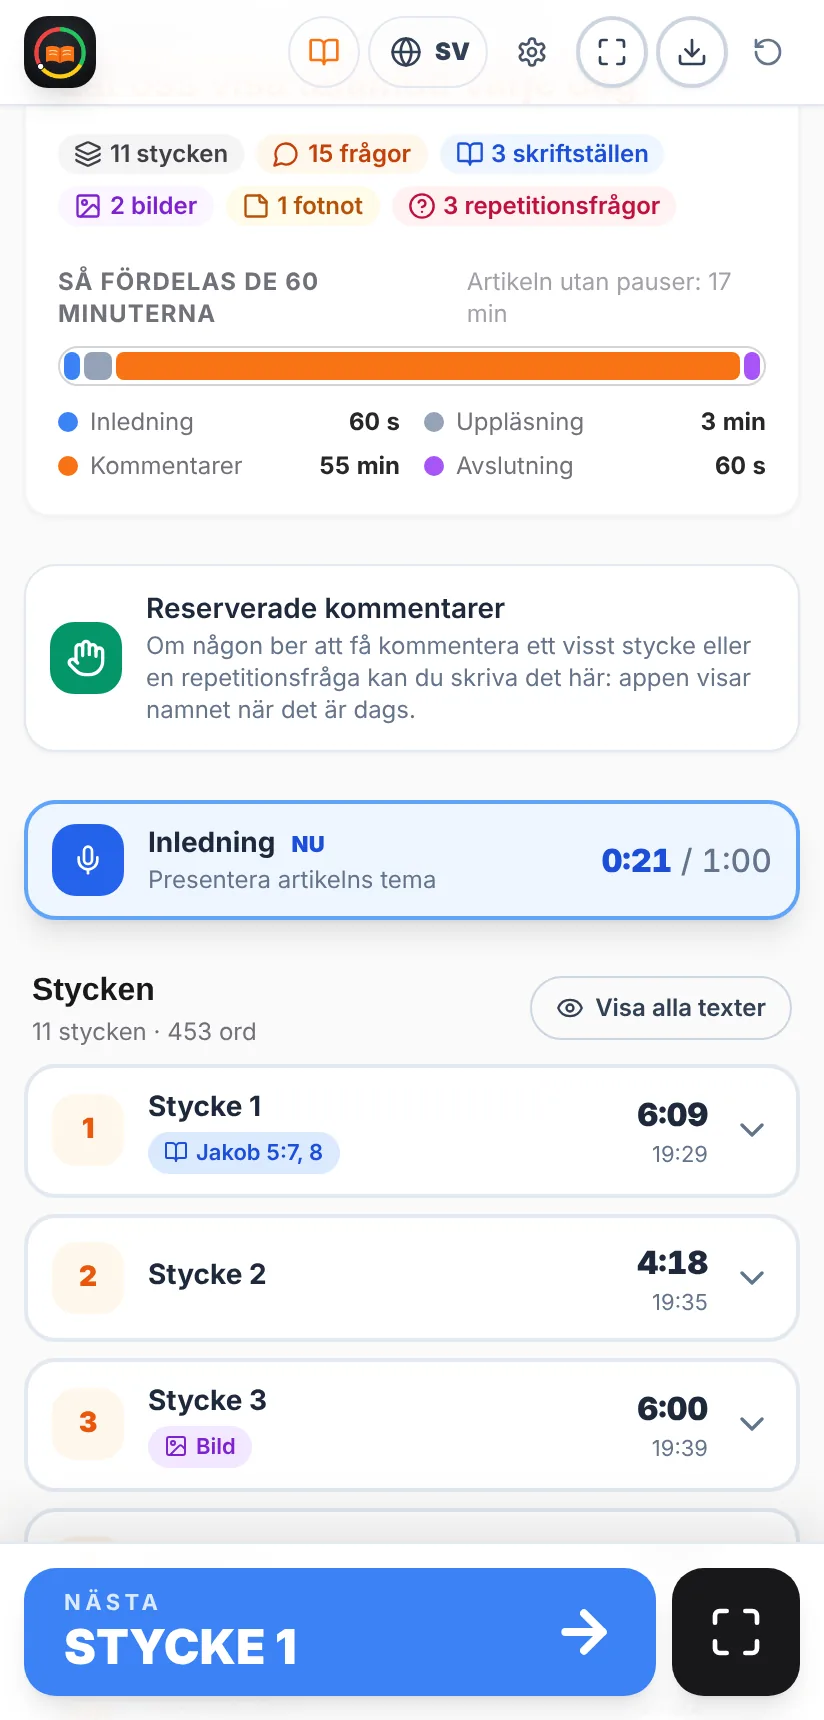 SV
11 stycken
15 frågor
3 skriftställen
2 bilder
1 fotnot
3 repetitionsfrågor
SÅ FÖRDELAS DE 60
MINUTERNA
Artikeln utan pauser: 17
min
Inledning
60 s
Uppläsning
3 min
Kommentarer
55 min
Avslutning
60 s
Reserverade kommentarer
Om någon ber att få kommentera ett visst stycke eller
en repetitionsfråga kan du skriva det här: appen visar
namnet när det är dags.
Inledning NU
Presentera artikelns tema
0:21 / 1:00
Stycken
11 stycken · 453 ord
Visa alla texter
1
Stycke 1
Jakob 5:7, 8
6:09
19:29
2
Stycke 2
4:18
19:35
3
Stycke 3
Bild
6:00
19:39
NÄSTA
STYCKE 1